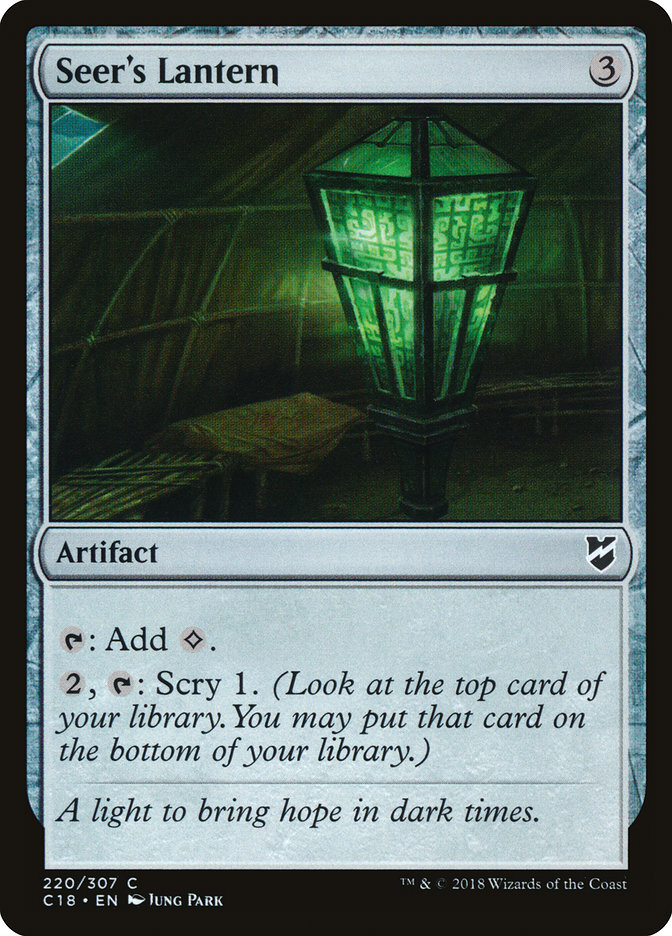 Seer's Lantern 3
Artifact
: Add .
2, : Scry 1. (Look at the top card of
your library. You may put that card on
the bottom of your library.)
A light to bring hope in dark times.
220/307 C ™ & © 2018 Wizards of the Coast
C18 • EN Jung Park